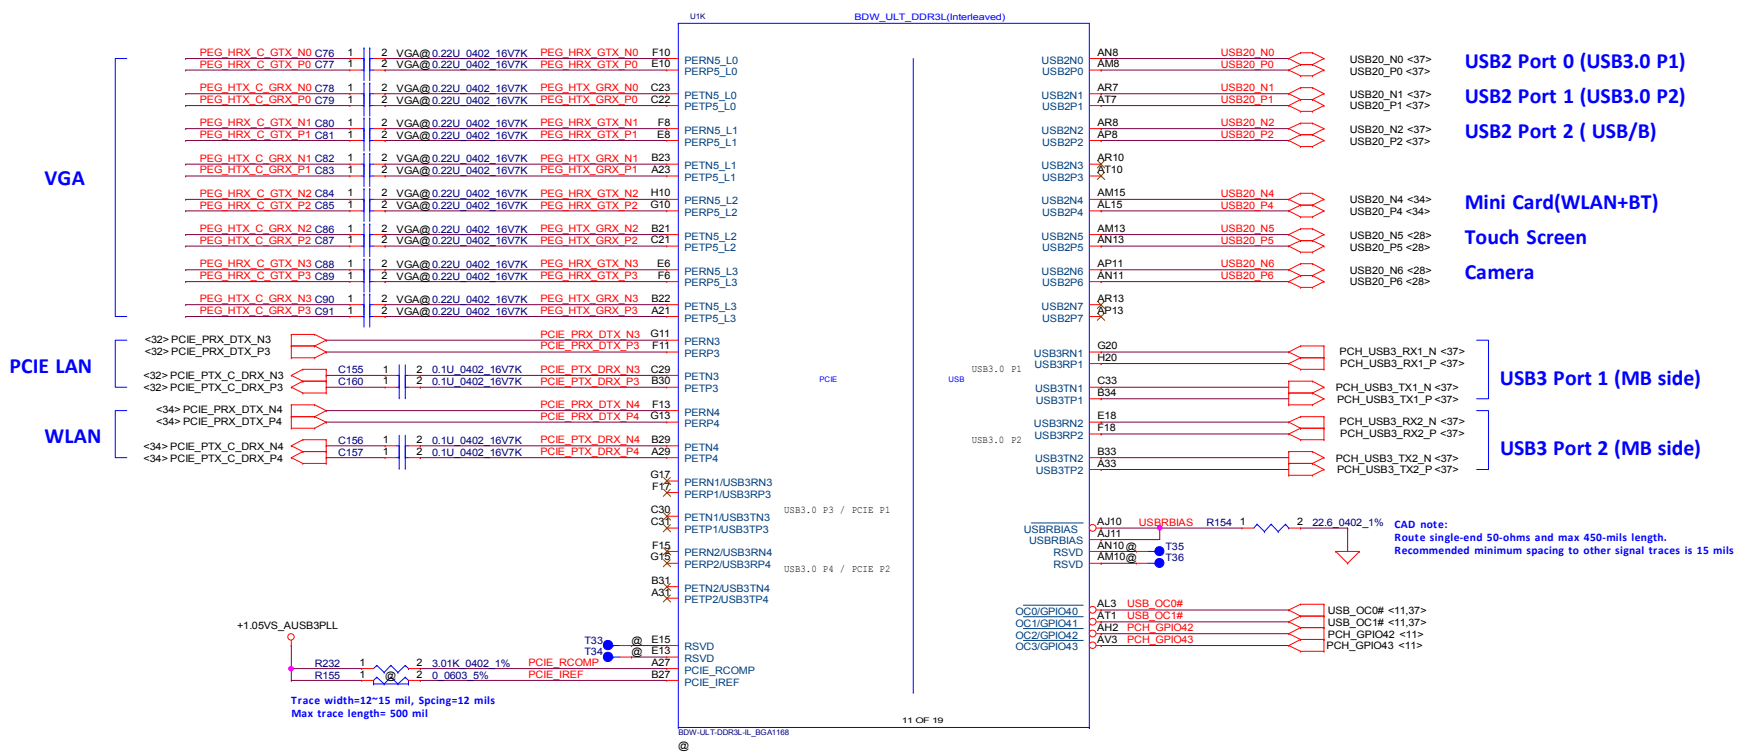 U1K
BDW_ULT_DDR3L(Interleaved)
PEG_HRX_C_GTX_N0 C76 1 2 VGA@ 0.22U_0402_16V7K PEG_HRX_GTX_N0 F10 PERN5_L0
PEG_HRX_C_GTX_P0 C77 1 2 VGA@ 0.22U_0402_16V7K PEG_HRX_GTX_P0 E10 PERP5_L0
PEG_HTX_C_GRX_N0 C78 1 2 VGA@ 0.22U_0402_16V7K PEG_HTX_GRX_N0 C23 PETN5_L0
PEG_HTX_C_GRX_P0 C79 1 2 VGA@ 0.22U_0402_16V7K PEG_HTX_GRX_P0 C22 PETP5_L0
PEG_HRX_C_GTX_N1 C80 1 2 VGA@ 0.22U_0402_16V7K PEG_HRX_GTX_N1 F8 PERN5_L1
PEG_HRX_C_GTX_P1 C81 1 2 VGA@ 0.22U_0402_16V7K PEG_HRX_GTX_P1 E8 PERP5_L1
PEG_HTX_C_GRX_N1 C82 1 2 VGA@ 0.22U_0402_16V7K PEG_HTX_GRX_N1 B23 PETN5_L1
PEG_HTX_C_GRX_P1 C83 1 2 VGA@ 0.22U_0402_16V7K PEG_HTX_GRX_P1 A23 PETP5_L1
VGA
PEG_HRX_C_GTX_N2 C84 1 2 VGA@ 0.22U_0402_16V7K PEG_HRX_GTX_N2 H10 PERN5_L2
PEG_HRX_C_GTX_P2 C85 1 2 VGA@ 0.22U_0402_16V7K PEG_HRX_GTX_P2 G10 PERP5_L2
PEG_HTX_C_GRX_N2 C86 1 2 VGA@ 0.22U_0402_16V7K PEG_HTX_GRX_N2 B21 PETN5_L2
PEG_HTX_C_GRX_P2 C87 1 2 VGA@ 0.22U_0402_16V7K PEG_HTX_GRX_P2 C21 PETP5_L2
PEG_HRX_C_GTX_N3 C88 1 2 VGA@ 0.22U_0402_16V7K PEG_HRX_GTX_N3 E6 PERN5_L3
PEG_HRX_C_GTX_P3 C89 1 2 VGA@ 0.22U_0402_16V7K PEG_HRX_GTX_P3 F6 PERP5_L3
PEG_HTX_C_GRX_N3 C90 1 2 VGA@ 0.22U_0402_16V7K PEG_HTX_GRX_N3 B22 PETN5_L3
PEG_HTX_C_GRX_P3 C91 1 2 VGA@ 0.22U_0402_16V7K PEG_HTX_GRX_P3 A21 PETP5_L3
<32> PCIE_PRX_DTX_N3 PCIE_PRX_DTX_N3 G11 PERN3
<32> PCIE_PRX_DTX_P3 PCIE_PRX_DTX_P3 F11 PERP3
PCIE LAN
<32> PCIE_PTX_C_DRX_N3 C155 1 2 0.1U_0402_16V7K PCIE_PTX_DRX_N3 C29 PETN3
<32> PCIE_PTX_C_DRX_P3 C160 1 2 0.1U_0402_16V7K PCIE_PTX_DRX_P3 B30 PETP3
<34> PCIE_PRX_DTX_N4 PCIE_PRX_DTX_N4 F13 PERN4
<34> PCIE_PRX_DTX_P4 PCIE_PRX_DTX_P4 G13 PERP4
WLAN
<34> PCIE_PTX_C_DRX_N4 C156 1 2 0.1U_0402_16V7K PCIE_PTX_DRX_N4 B29 PETN4
<34> PCIE_PTX_C_DRX_P4 C157 1 2 0.1U_0402_16V7K PCIE_PTX_DRX_P4 A29 PETP4
G17 PERN1/USB3RN3
F17 PERP1/USB3RP3
USB3.0 P3 / PCIE P1
C30 PETN1/USB3TN3
C31 PETP1/USB3TP3
F15 PERN2/USB3RN4
G15 PERP2/USB3RP4
USB3.0 P4 / PCIE P2
B31 PETN2/USB3TN4
A31 PETP2/USB3TP4
+1.05VS_AUSB3PLL
T33 @ E15 RSVD
T34 @ E13 RSVD
R232 1 2 3.01K_0402_1% PCIE_RCOMP A27 PCIE_RCOMP
R155 1 @ 2 0_0603_5% PCIE_IREF B27 PCIE_IREF
Trace width=12~15 mil, Spcing=12 mils
Max trace length= 500 mil
PCIE
USB
USB2N0 AN8 USB20_N0 USB20_N0 <37>
USB2P0 AM8 USB20_P0 USB20_P0 <37>
USB2 Port 0 (USB3.0 P1)
USB2N1 AR7 USB20_N1 USB20_N1 <37>
USB2P1 AT7 USB20_P1 USB20_P1 <37>
USB2 Port 1 (USB3.0 P2)
USB2N2 AR8 USB20_N2 USB20_N2 <37>
USB2P2 AP8 USB20_P2 USB20_P2 <37>
USB2 Port 2 ( USB/B)
USB2N3 AR10
USB2P3 AT10
USB2N4 AM15 USB20_N4 USB20_N4 <34>
USB2P4 AL15 USB20_P4 USB20_P4 <34>
Mini Card(WLAN+BT)
USB2N5 AM13 USB20_N5 USB20_N5 <28>
USB2P5 AN13 USB20_P5 USB20_P5 <28>
Touch Screen
USB2N6 AP11 USB20_N6 USB20_N6 <28>
USB2P6 AN11 USB20_P6 USB20_P6 <28>
Camera
USB2N7 AR13
USB2P7 AP13
USB3RN1 G20 PCH_USB3_RX1_N <37>
USB3RP1 H20 PCH_USB3_RX1_P <37>
USB3.0 P1
USB3 Port 1 (MB side)
USB3TN1 C33 PCH_USB3_TX1_N <37>
USB3TP1 B34 PCH_USB3_TX1_P <37>
USB3RN2 E18 PCH_USB3_RX2_N <37>
USB3RP2 F18 PCH_USB3_RX2_P <37>
USB3.0 P2
USB3 Port 2 (MB side)
USB3TN2 B33 PCH_USB3_TX2_N <37>
USB3TP2 A33 PCH_USB3_TX2_P <37>
USBRBIAS AJ10 USBRBIAS R154 1 2 22.6_0402_1%
USBRBIAS AJ11
RSVD AN10 @ T35
RSVD AM10 @ T36
CAD note:
Route single-end 50-ohms and max 450-mils length.
Recommended minimum spacing to other signal traces is 15 mils
OC0/GPIO40 AL3 USB_OC0# USB_OC0# <11,37>
OC1/GPIO41 AT1 USB_OC1# USB_OC1# <11,37>
OC2/GPIO42 AH2 PCH_GPIO42 PCH_GPIO42 <11>
OC3/GPIO43 AV3 PCH_GPIO43 PCH_GPIO43 <11>
11 OF 19
BDW-ULT-DDR3L-IL_BGA1168
@